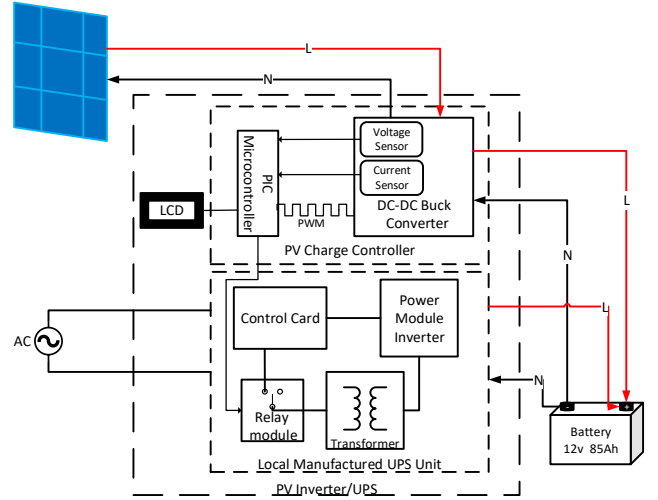 L
N
Voltage
Sensor
Current
Sensor
DC-DC Buck
Converter
PIC
Microcontroller
PWM
LCD
PV Charge Controller
L
N
Control Card
Power
Module
Inverter
L
AC
N
Relay
module
Transformer
Battery
12v 85Ah
Local Manufactured UPS Unit
PV Inverter/UPS